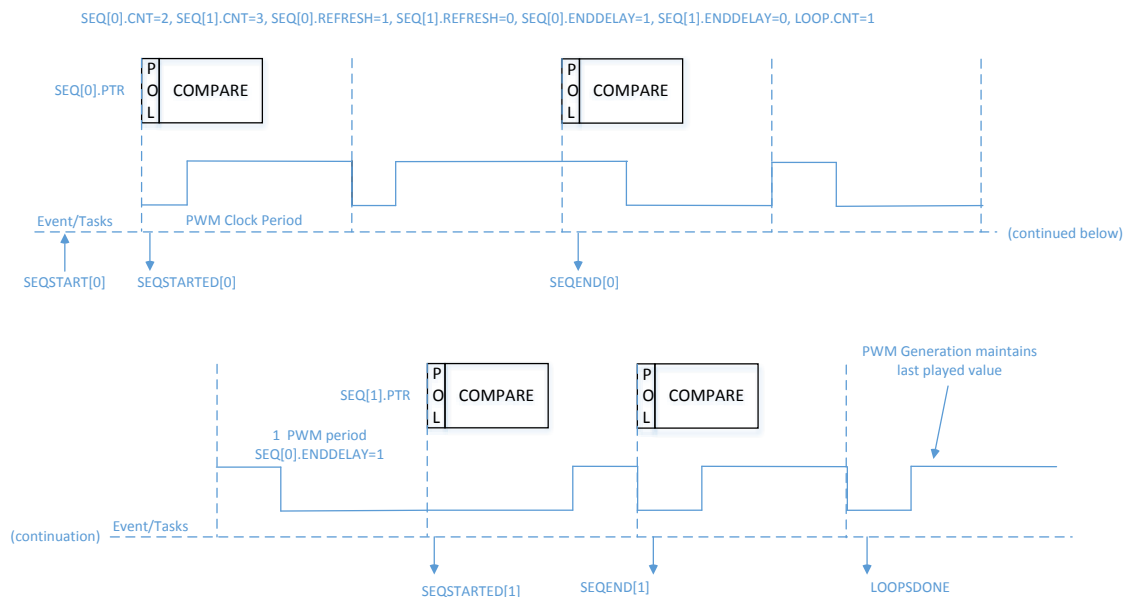 SEQ[0].CNT=2, SEQ[1].CNT=3, SEQ[0].REFRESH=1, SEQ[1].REFRESH=0, SEQ[0].ENDDELAY=1, SEQ[1].ENDDELAY=0, LOOP.CNT=1
SEQ[0].PTR
P
O
L
COMPARE
P
O
L
COMPARE
Event/Tasks
PWM Clock Period
(continued below)
SEQSTART[0]
SEQSTARTED[0]
SEQEND[0]
PWM Generation maintains
last played value
SEQ[1].PTR
P
O
L
COMPARE
P
O
L
COMPARE
1 PWM period
SEQ[0].ENDDELAY=1
(continuation)
Event/Tasks
SEQSTARTED[1]
SEQEND[1]
LOOPSDONE